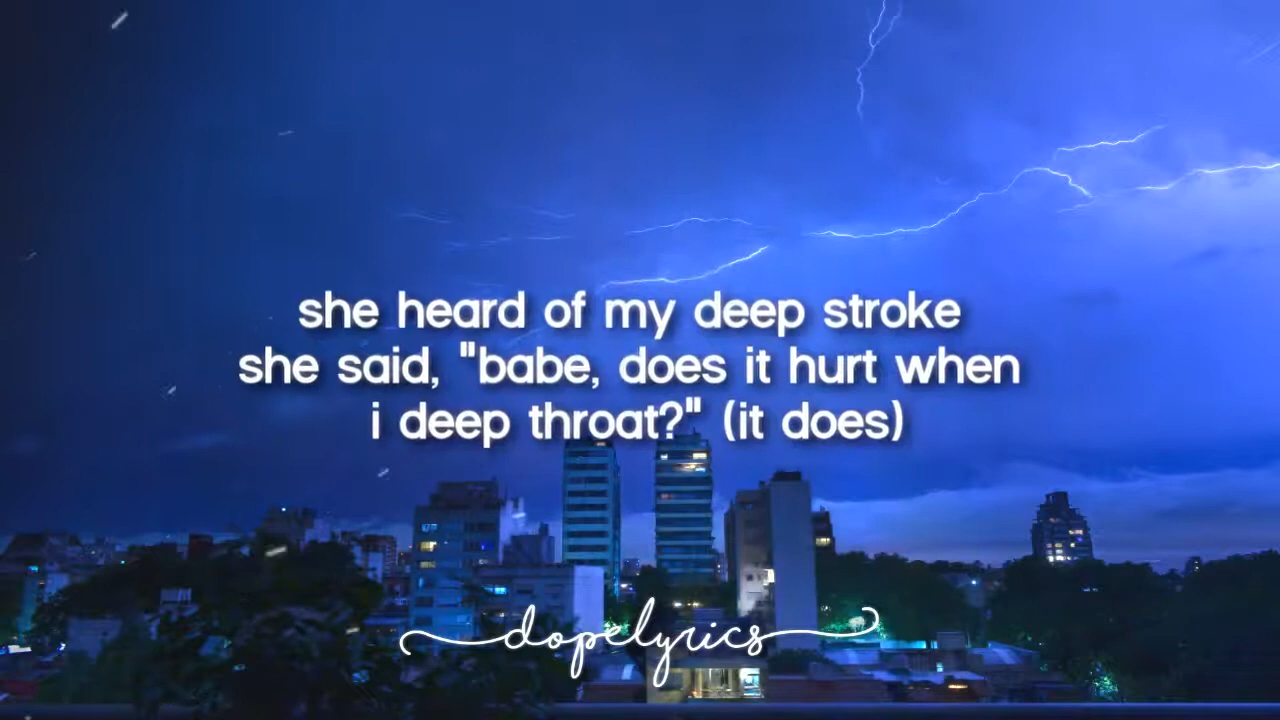 she heard of my deep stroke
she said, "babe, does it hurt when
i deep throat?" (it does)
dopelyrics